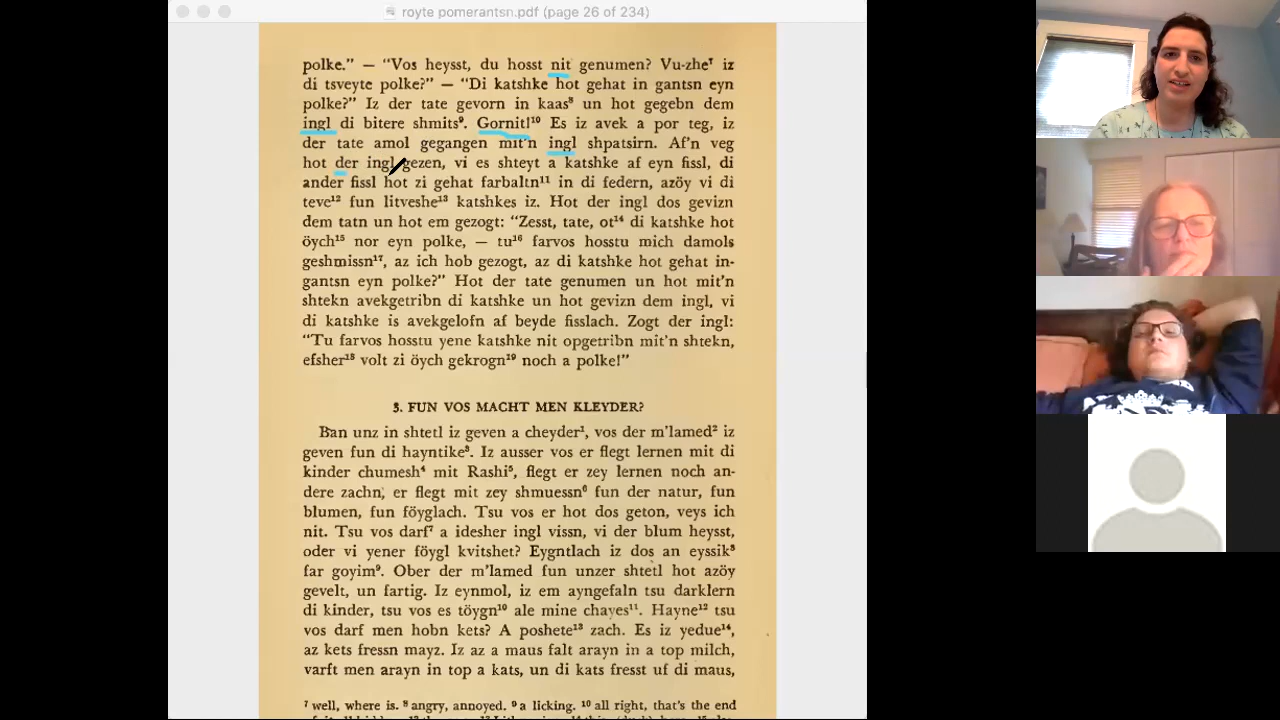 royte pomerantsn.pdf (page 26 of 234)
polke.” — “Vos heysst, du hosst nit genumen? Vu-zhe⁷ iz
di tsveyte polke?” — “Di katshke hot gehat in gantsn eyn
polke?” Iz der tate gevorn in kaas⁸ un hot gegebn dem
ingl di bitere shmits⁹. Gornit!¹⁰ Es iz avek a por teg, iz
der tate amol gegangen mit’n ingl shpatsirn. Af’n veg
hot der ingl gezen, vi es shteyt a katshke af eyn fissl, di
ander fissl hot zi gehat farbaltn¹¹ in di federn, azöy vi di
teve¹² fun litveshe¹³ katshkes iz. Hot der ingl dos gevizn
dem tatn un hot em gezogt: “Zesst, tate, ot¹⁴ di katshke hot
öych¹⁵ nor eyn polke, — tu¹⁶ farvos hosstu mich damols
geshmissn¹⁷, az ich hob gezogt, az di katshke hot gehat in-
gantsn eyn polke?” Hot der tate genumen un hot mit’n
shtekn avekgetribn di katshke un hot gevizn dem ingl, vi
di katshke is avekgelofn af beyde fisslach. Zogt der ingl:
“Tu farvos hosstu yene katshke nit opgetribn mit’n shtekn,
efsher¹⁸ volt zi öych gekrogn¹⁹ noch a polke!”
3. FUN VOS MACHT MEN KLEYDER?
Ban unz in shtetl iz geven a cheyder¹, vos der m’lamed² iz
geven fun di hayntike³. Iz ausser vos er flegt lernen mit di
kinder chumesh⁴ mit Rashi⁵, flegt er zey lernen noch an-
dere zachn, er flegt mit zey shmuessn⁶ fun der natur, fun
blumen, fun föyglach. Tsu vos er hot dos geton, veys ich
nit. Tsu vos darf⁷ a idesher ingl vissn, vi der blum heysst,
oder vi yener föygl kvitshet? Eygntlach iz dos an eyssik⁸
far goyim⁹. Ober der m’lamed fun unzer shtetl hot azöy
gevelt, un fartig. Iz eynmol, iz em ayngefaln tsu darklern
di kinder, tsu vos es töygn¹⁰ ale mine chayes¹¹. Hayne¹² tsu
vos darf men hobn kets? A poshete¹³ zach. Es iz yedue¹⁴,
az kets fressn mayz. Iz az a maus falt arayn in a top milch,
varft men arayn in top a kats, un di kats fresst uf di maus,
⁷ well, where is. ⁸ angry, annoyed. ⁹ a licking. ¹⁰ all right, that’s the end